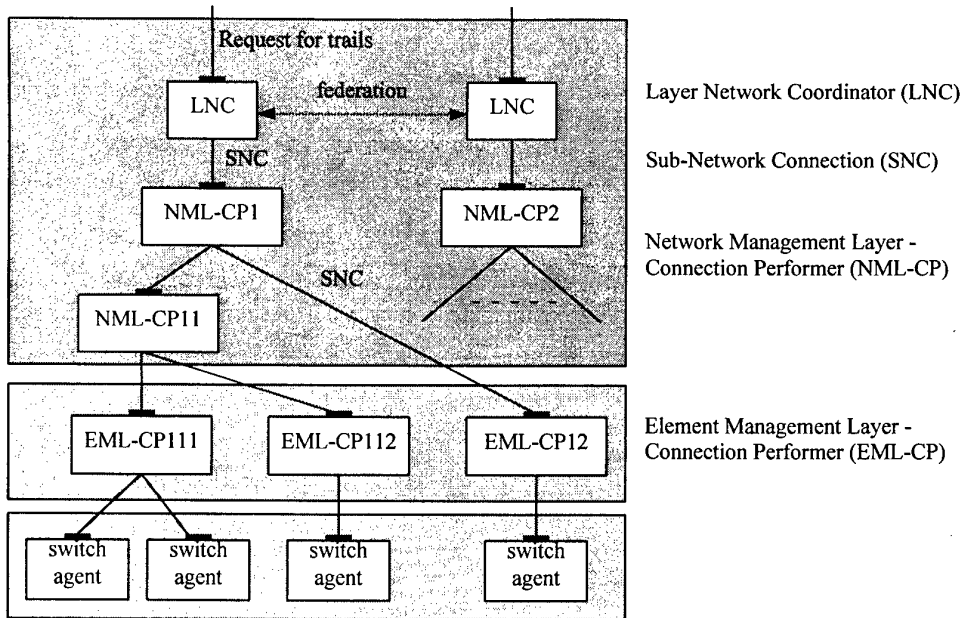 Request for trails
LNC
federation
LNC
Layer Network Coordinator (LNC)
SNC
Sub-Network Connection (SNC)
NML-CP1
NML-CP2
Network Management Layer -
Connection Performer (NML-CP)
SNC
NML-CP11
EML-CP111
EML-CP112
EML-CP12
Element Management Layer -
Connection Performer (EML-CP)
switch
agent
switch
agent
switch
agent
switch
agent